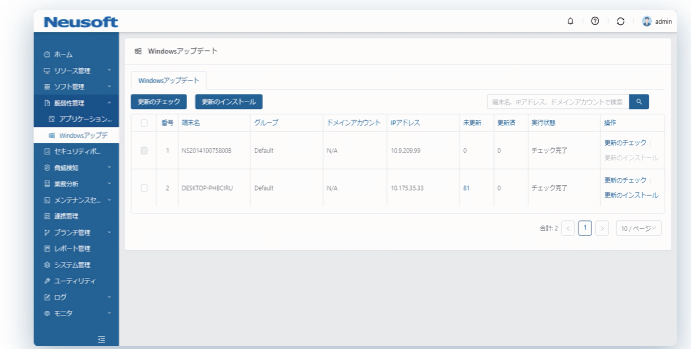 Neusoft
admin
ホーム
リソース管理
ソフト管理
脆弱性管理
アプリケーション...
Windowsアップデ
セキュリティポ...
脅威検知
業務分析
メンテナンスセ...
連携管理
ブランチ管理
レポート管理
システム管理
ユーティリティ
ログ
モニタ
Windowsアップデート
Windowsアップデート
更新のチェック 更新のインストール
端末名、IPアドレス、ドメインアカウントで検索
番号 端末名 グループ ドメインアカウント IPアドレス 未更新 更新済 実行状態 操作
1 NS20141007580B Default N/A 10.9.209.99 0 0 チェック完了 更新のチェック
更新のインストール
2 DESKTOP-PH8CIRU Default N/A 10.175.35.33 81 0 チェック完了 更新のチェック
更新のインストール
合計: 2 < 1 > 10 / ページ